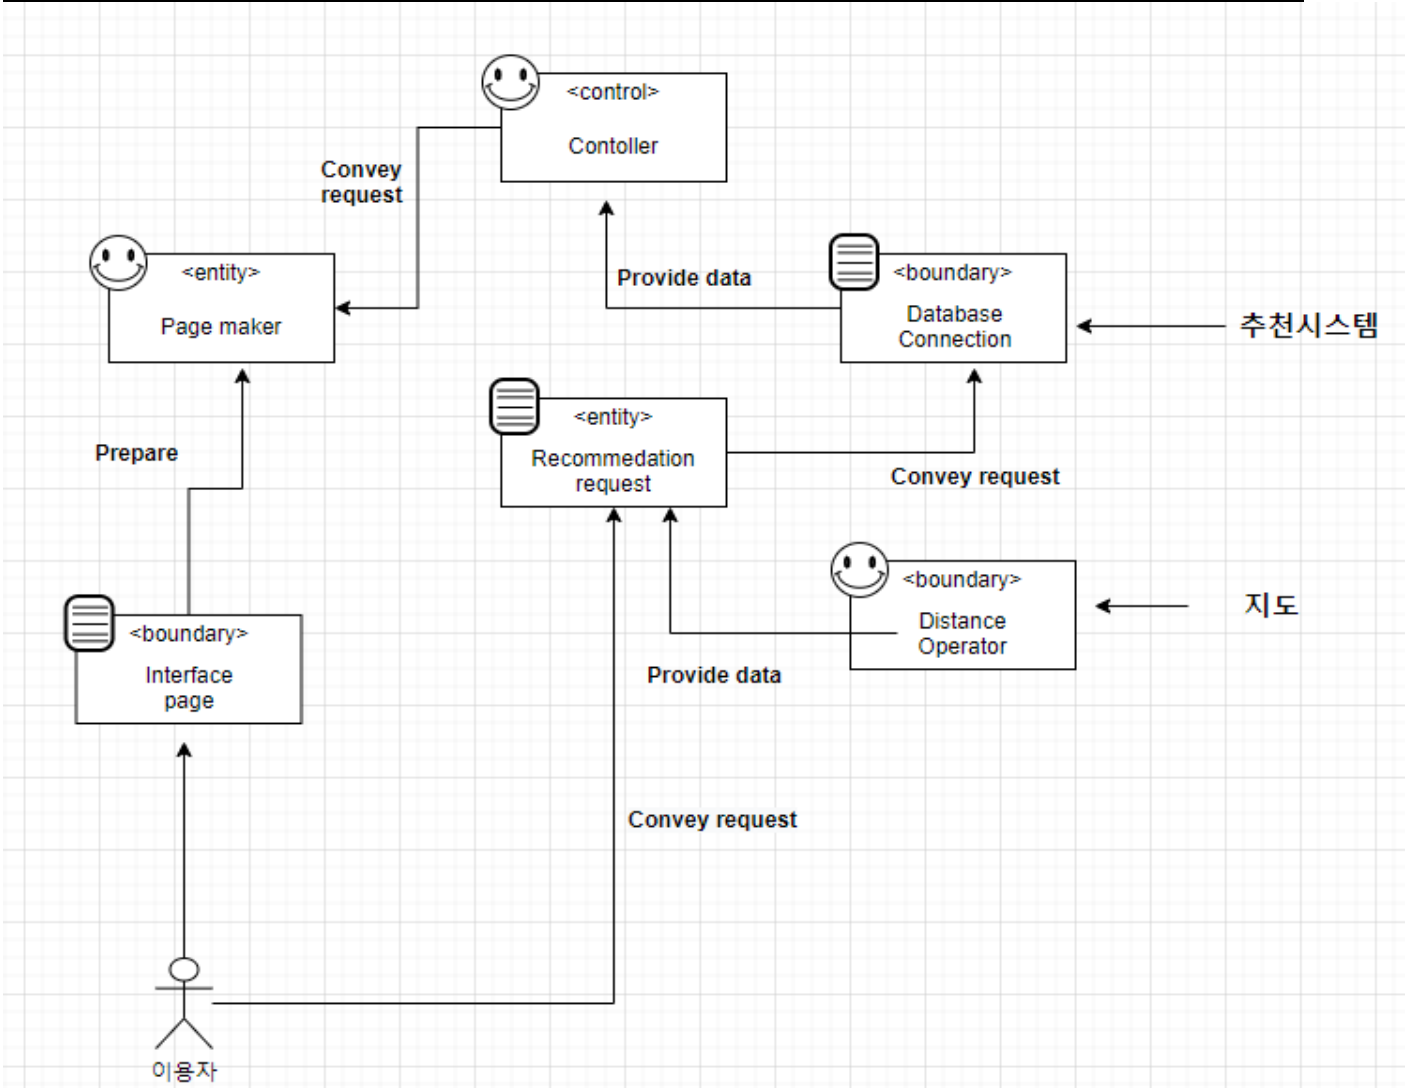 <control>
Contoller
Convey
request
<entity>
Page maker
Provide data
<boundary>
Database
Connection
추천시스템
<entity>
Recommedation
request
Prepare
Convey request
<boundary>
Distance
Operator
지도
<boundary>
Interface
page
Provide data
Convey request
이용자